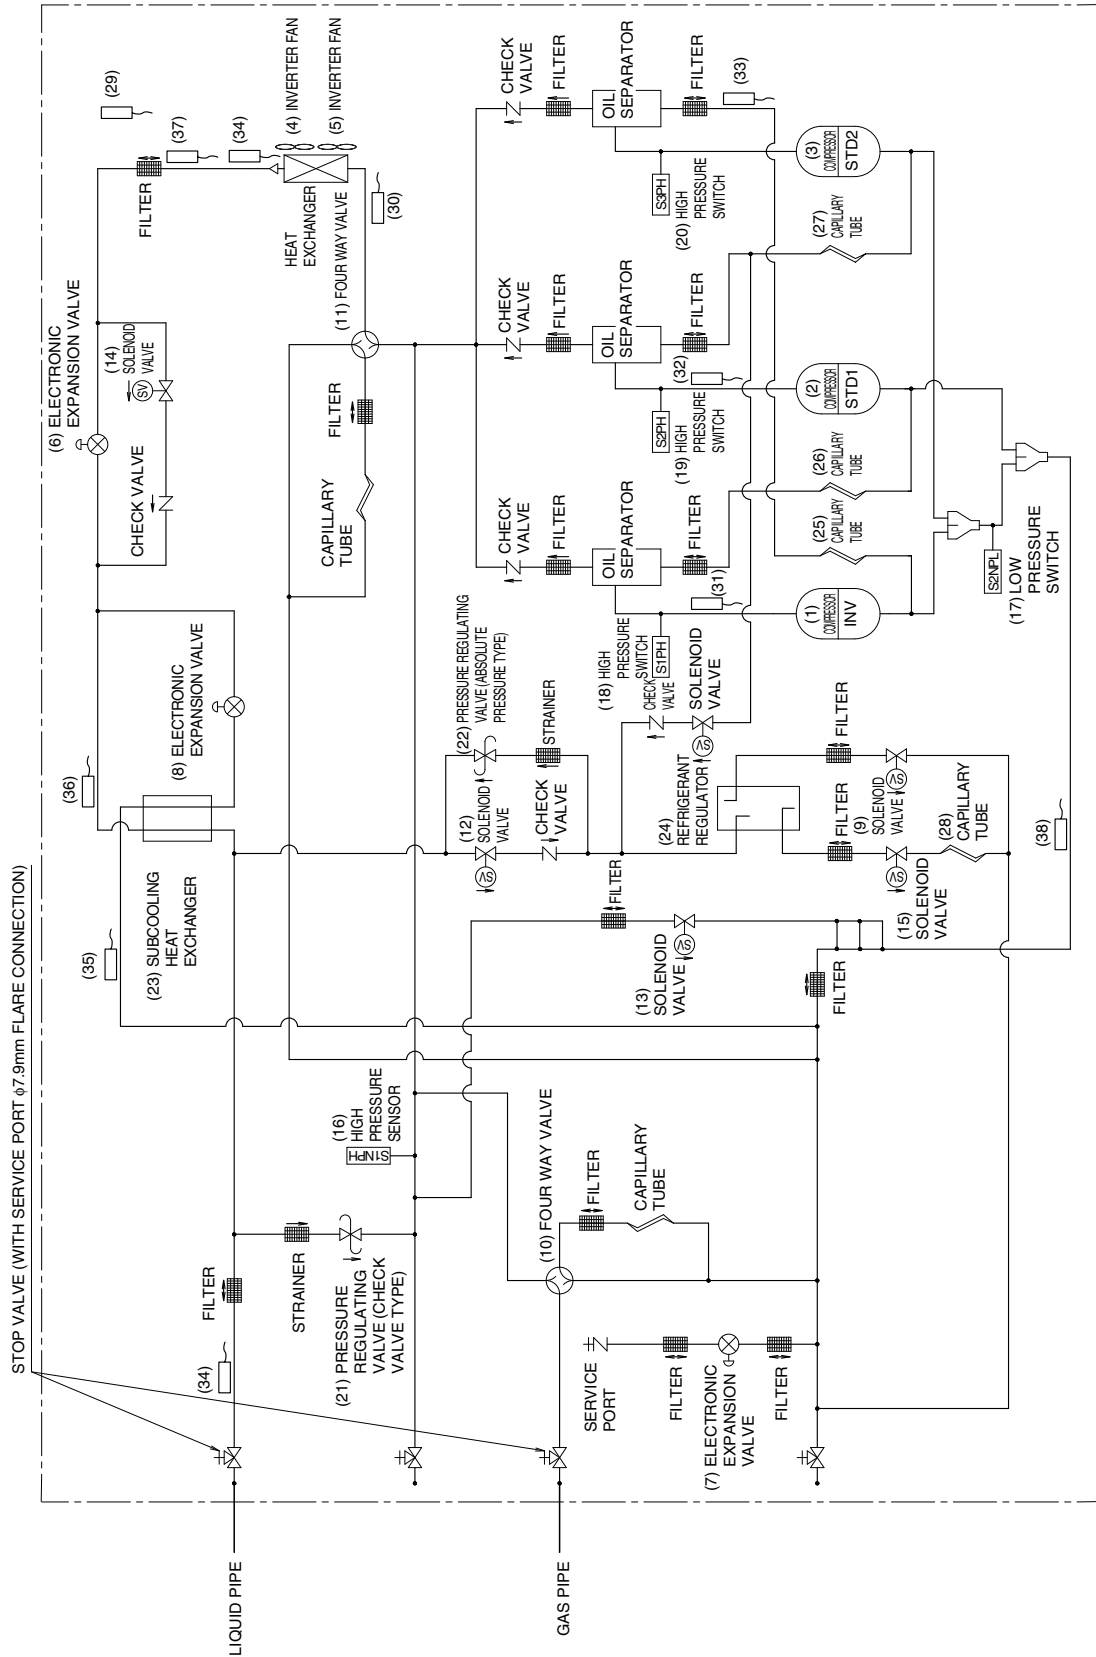 STOP VALVE (WITH SERVICE PORT φ7.9mm FLARE CONNECTION)
(29)
(37)
(34)
(4) INVERTER FAN
(5) INVERTER FAN
FILTER
HEAT
EXCHANGER
(11) FOUR WAY VALVE
(30)
(6) ELECTRONIC
EXPANSION VALVE
(14)
SOLENOID
VALVE
SV
CHECK VALVE
FILTER
CAPILLARY
TUBE
(36)
(8) ELECTRONIC
EXPANSION VALVE
(35)
(23) SUBCOOLING
HEAT
EXCHANGER
CHECK
VALVE
FILTER
OIL
SEPARATOR
FILTER
(33)
S3PH
(20) HIGH
PRESSURE
SWITCH
(3)
COMPRESSOR
STD2
(27)
CAPILLARY
TUBE
CHECK
VALVE
FILTER
OIL
SEPARATOR
FILTER
(32)
S2PH
(19) HIGH
PRESSURE
SWITCH
(2)
COMPRESSOR
STD1
(26)
CAPILLARY
TUBE
(25)
CAPILLARY
TUBE
CHECK
VALVE
FILTER
OIL
SEPARATOR
FILTER
(31)
S1PH
(18) HIGH
PRESSURE
SWITCH
(1)
COMPRESSOR
INV
S2NPL
(17) LOW
PRESSURE
SWITCH
(22) PRESSURE REGULATING
VALVE (ABSOLUTE
PRESSURE TYPE)
STRAINER
(12)
SOLENOID
VALVE
SV
CHECK
VALVE
CHECK
VALVE
SOLENOID
VALVE
SV
(24)
REFRIGERANT
REGULATOR
FILTER
SV
FILTER
(9)
SOLENOID
VALVE
SV
(28)
CAPILLARY
TUBE
(15)
SOLENOID
VALVE
(38)
FILTER
SV
(13)
SOLENOID
VALVE
FILTER
(16)
HIGH
PRESSURE
SENSOR
S1NPH
FILTER
STRAINER
(21) PRESSURE
REGULATING
VALVE (CHECK
VALVE TYPE)
(34)
(10) FOUR WAY VALVE
FILTER
CAPILLARY
TUBE
SERVICE
PORT
FILTER
(7) ELECTRONIC
EXPANSION
VALVE
FILTER
LIQUID PIPE
GAS PIPE